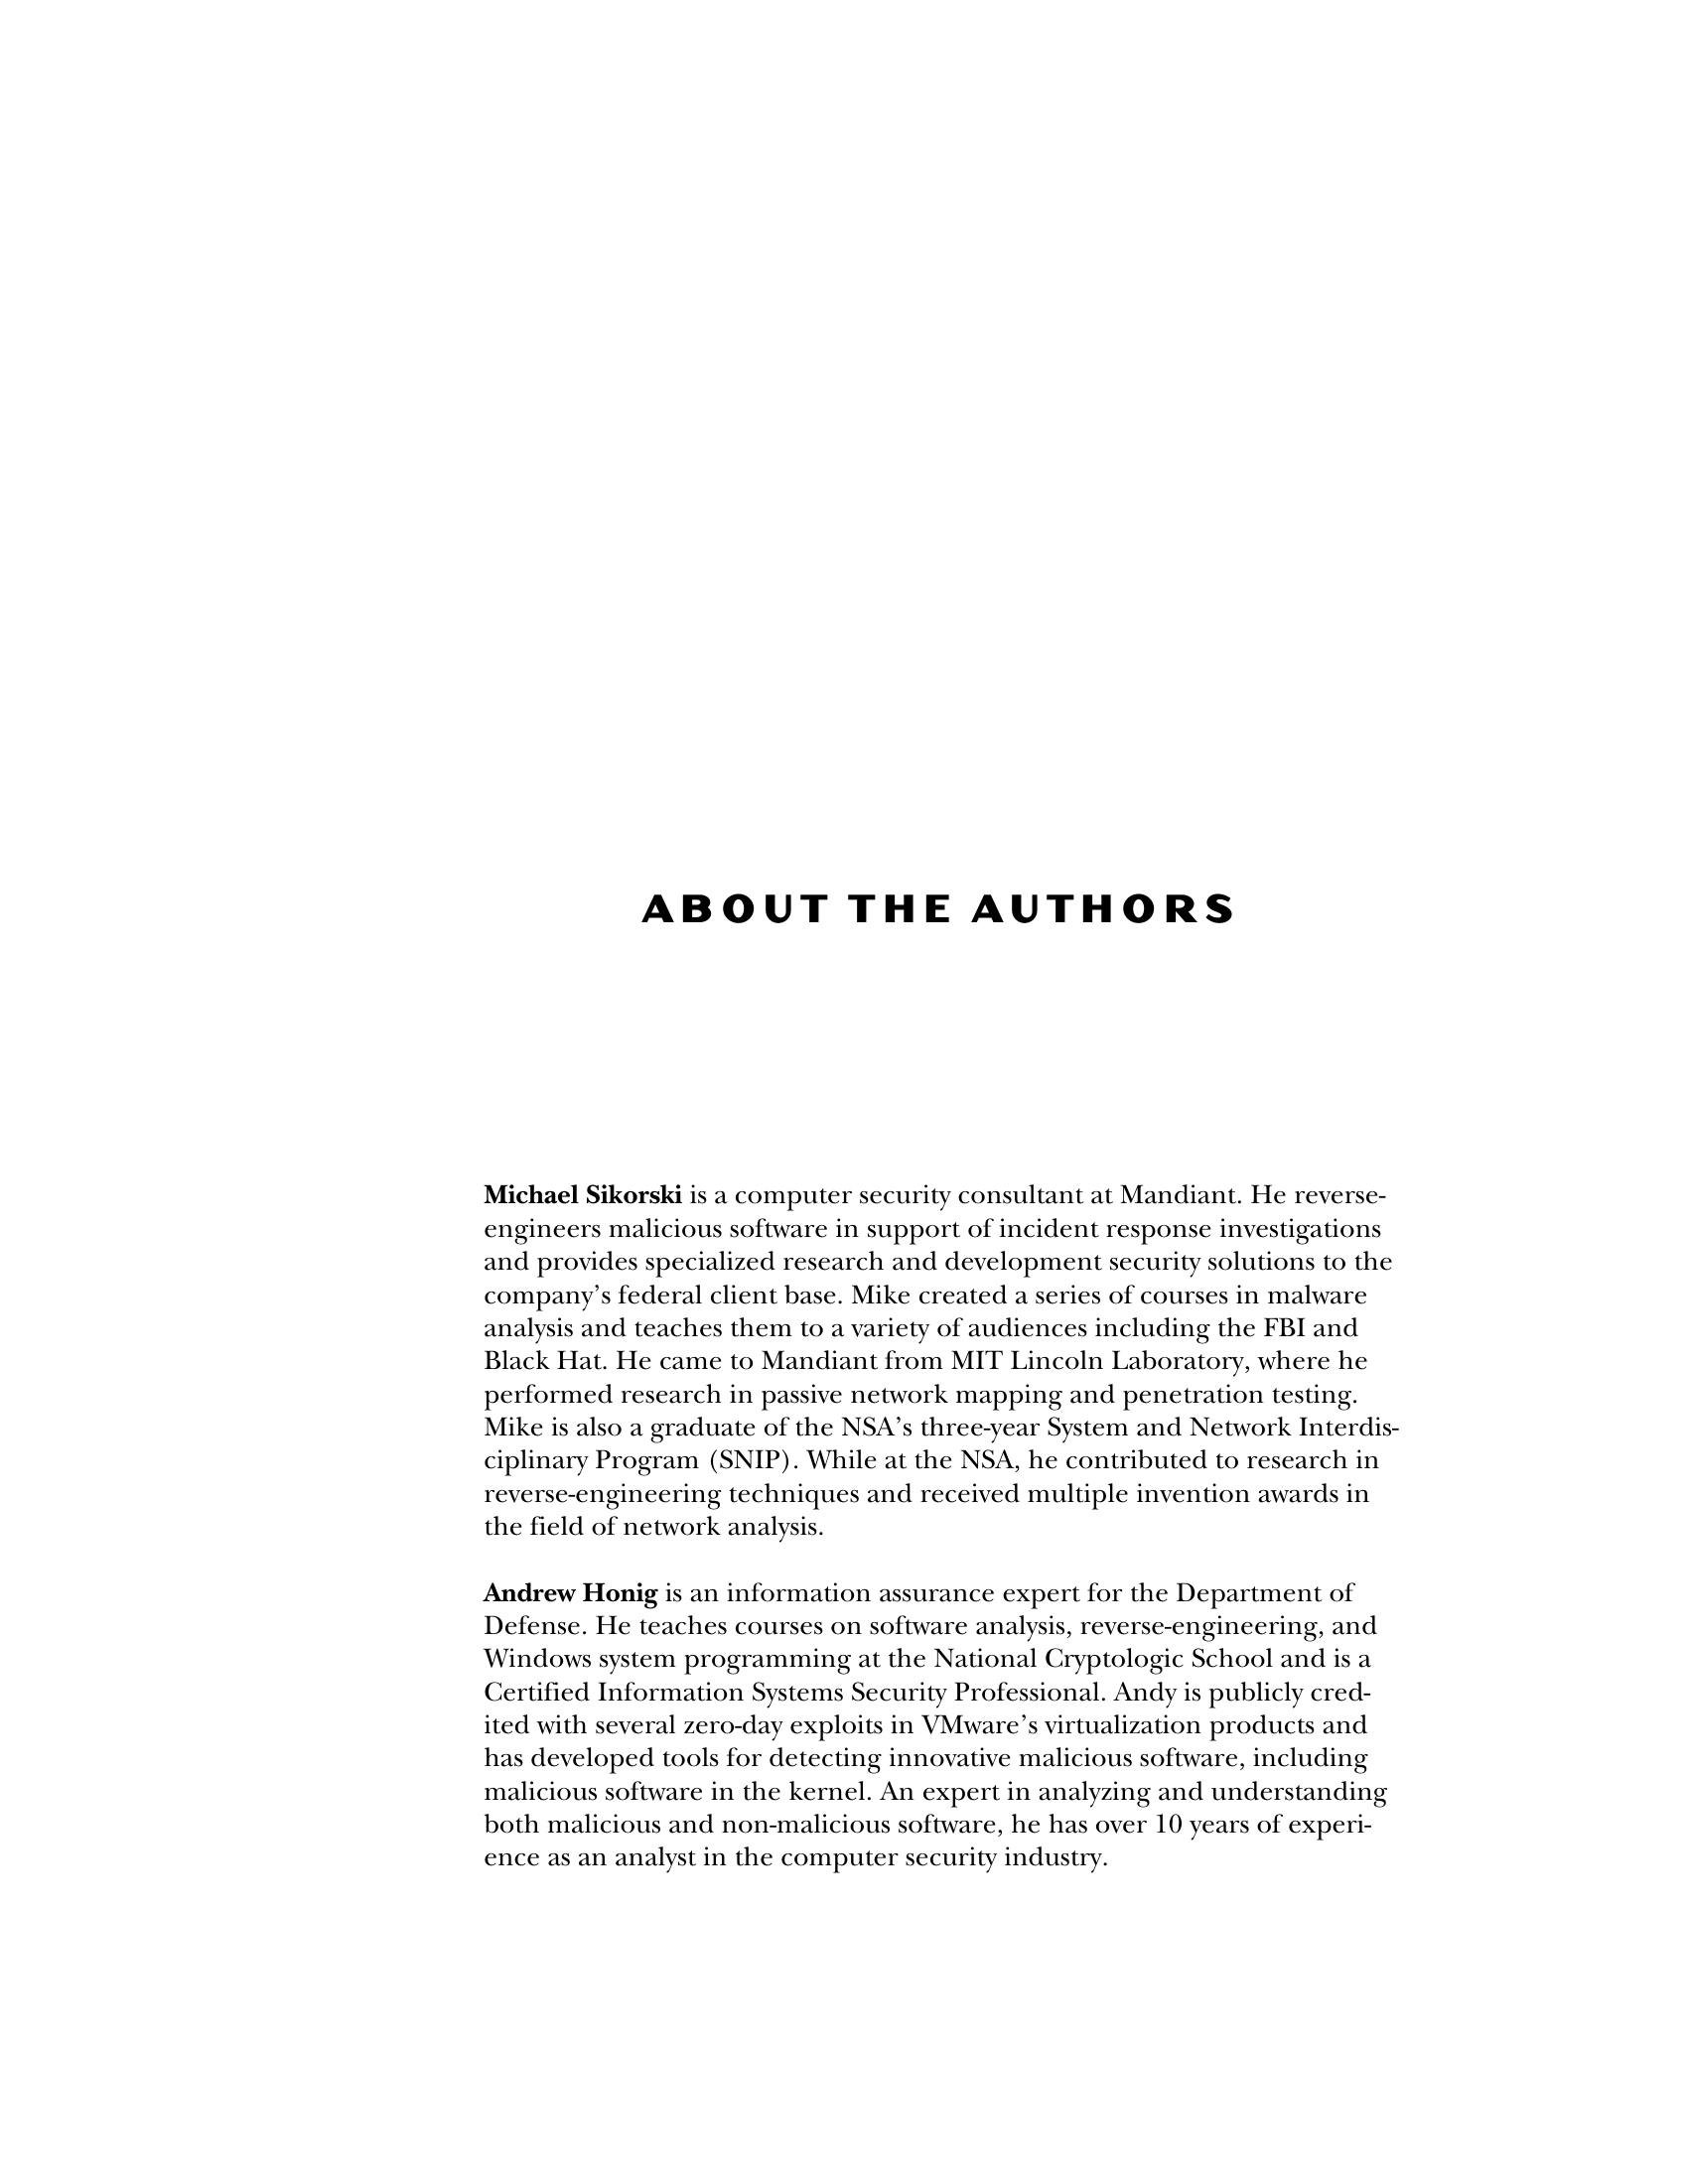 ABOUT THE AUTHORS
Michael Sikorski is a computer security consultant at Mandiant. He reverse-
engineers malicious software in support of incident response investigations
and provides specialized research and development security solutions to the
company’s federal client base. Mike created a series of courses in malware
analysis and teaches them to a variety of audiences including the FBI and
Black Hat. He came to Mandiant from MIT Lincoln Laboratory, where he
performed research in passive network mapping and penetration testing.
Mike is also a graduate of the NSA’s three-year System and Network Interdis-
ciplinary Program (SNIP). While at the NSA, he contributed to research in
reverse-engineering techniques and received multiple invention awards in
the field of network analysis.
Andrew Honig is an information assurance expert for the Department of
Defense. He teaches courses on software analysis, reverse-engineering, and
Windows system programming at the National Cryptologic School and is a
Certified Information Systems Security Professional. Andy is publicly cred-
ited with several zero-day exploits in VMware’s virtualization products and
has developed tools for detecting innovative malicious software, including
malicious software in the kernel. An expert in analyzing and understanding
both malicious and non-malicious software, he has over 10 years of experi-
ence as an analyst in the computer security industry.